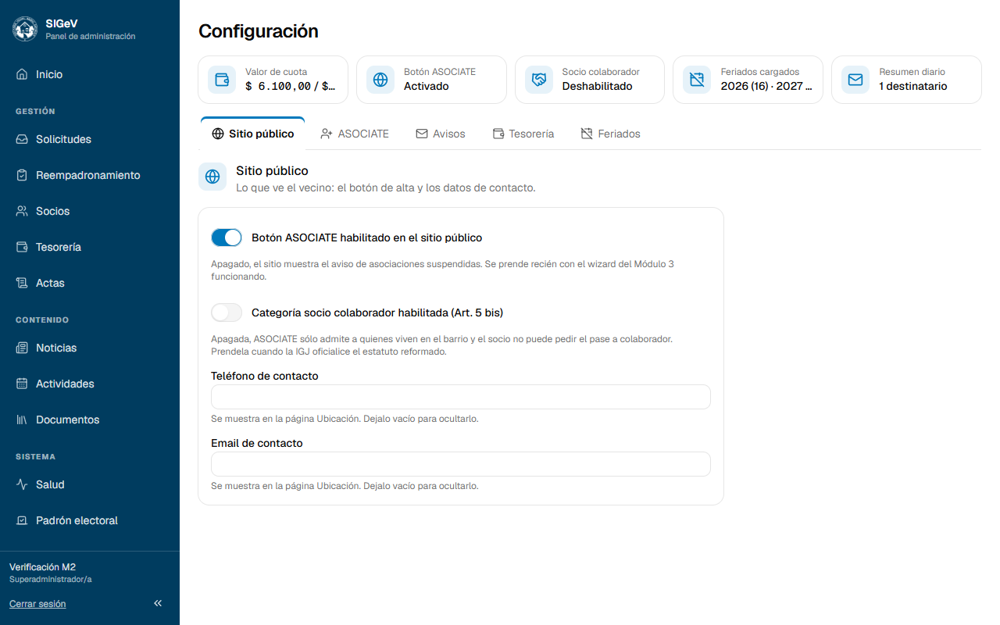 SIGeV
Panel de administración
Inicio
GESTIÓN
Solicitudes
Reempadronamiento
Socios
Tesorería
Actas
CONTENIDO
Noticias
Actividades
Documentos
SISTEMA
Salud
Padrón electoral
Verificación M2
Superadministrador/a
Cerrar sesión
Configuración
Valor de cuota
$ 6.100,00 / $…
Botón ASOCIATE
Activado
Socio colaborador
Deshabilitado
Feriados cargados
2026 (16) · 2027 …
Resumen diario
1 destinatario
Sitio público
ASOCIATE
Avisos
Tesorería
Feriados
Sitio público
Lo que ve el vecino: el botón de alta y los datos de contacto.
Botón ASOCIATE habilitado en el sitio público
Apagado, el sitio muestra el aviso de asociaciones suspendidas. Se prende recién con el wizard del Módulo 3
funcionando.
Categoría socio colaborador habilitada (Art. 5 bis)
Apagada, ASOCIATE sólo admite a quienes viven en el barrio y el socio no puede pedir el pase a colaborador.
Prendela cuando la IGJ oficialice el estatuto reformado.
Teléfono de contacto
Se muestra en la página Ubicación. Dejalo vacío para ocultarlo.
Email de contacto
Se muestra en la página Ubicación. Dejalo vacío para ocultarlo.